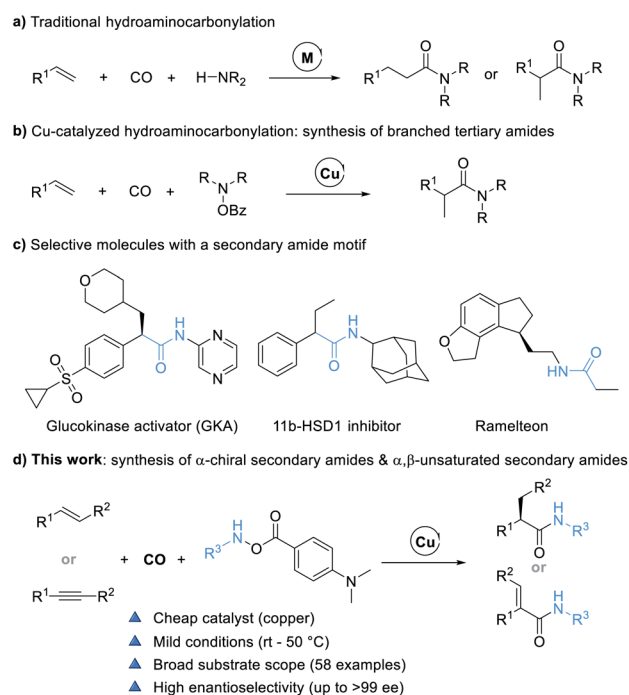 a) Traditional hydroaminocarbonylation
R1 + CO + H–NR2 M R1 O N R R or R1 O N R R
b) Cu-catalyzed hydroaminocarbonylation: synthesis of branched tertiary amides
R1 + CO + R N R OBz Cu R1 O N R R
c) Selective molecules with a secondary amide motif
O O S O H N O N N
H N O
O HN O
Glucokinase activator (GKA) 11b-HSD1 inhibitor Ramelteon
d) This work: synthesis of α-chiral secondary amides & α,β-unsaturated secondary amides
R1 R2
or
R1 R2
+ CO + R3 H N O O N Cu
R2 R1 H N R3 O
or
R2 R1 H N R3 O
Cheap catalyst (copper)
Mild conditions (rt - 50 °C)
Broad substrate scope (58 examples)
High enantioselectivity (up to >99 ee)